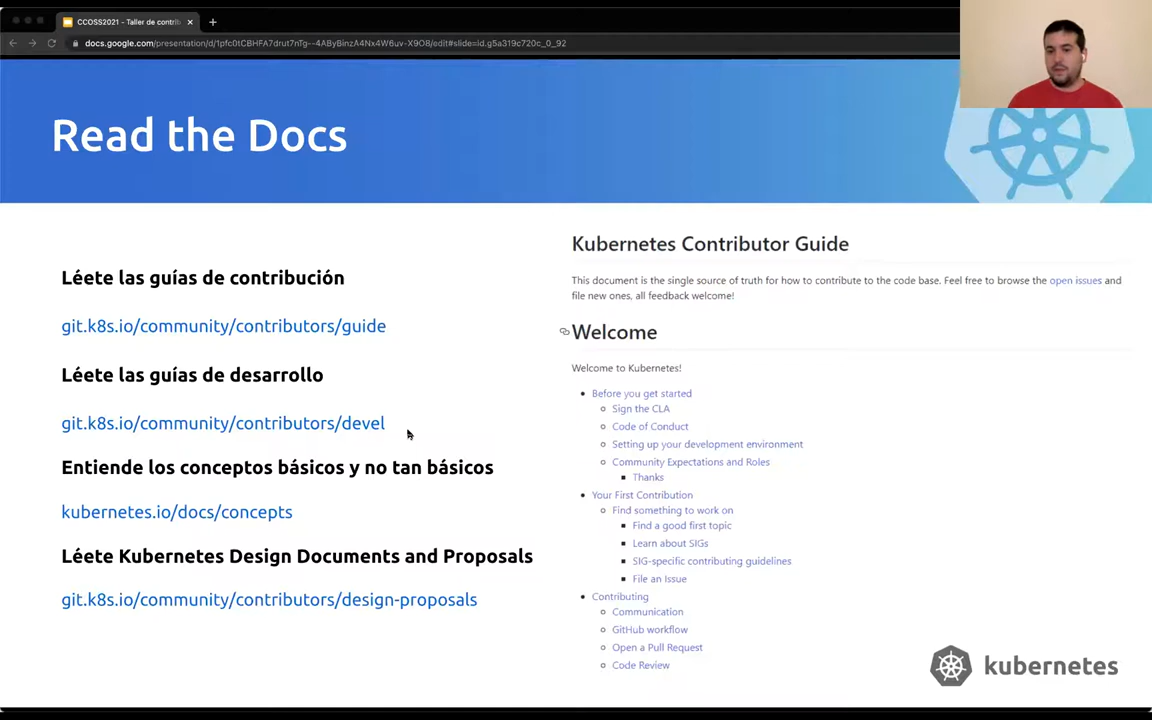 CCOSS2021 - Taller de contrib
docs.google.com/presentation/d/1pfc0tCBHFA7drut7nTg--4AByBinzA4Nx4W6uv-X9O8/edit#slide=id.g5a319c720c_0_92
Read the Docs
Léete las guías de contribución
git.k8s.io/community/contributors/guide
Léete las guías de desarrollo
git.k8s.io/community/contributors/devel
Entiende los conceptos básicos y no tan básicos
kubernetes.io/docs/concepts
Léete Kubernetes Design Documents and Proposals
git.k8s.io/community/contributors/design-proposals
Kubernetes Contributor Guide
This document is the single source of truth for how to contribute to the code base. Feel free to browse the open issues and
file new ones, all feedback welcome!
Welcome
Welcome to Kubernetes!
Before you get started
Sign the CLA
Code of Conduct
Setting up your development environment
Community Expectations and Roles
Thanks
Your First Contribution
Find something to work on
Find a good first topic
Learn about SIGs
SIG-specific contributing guidelines
File an Issue
Contributing
Communication
GitHub workflow
Open a Pull Request
Code Review
kubernetes